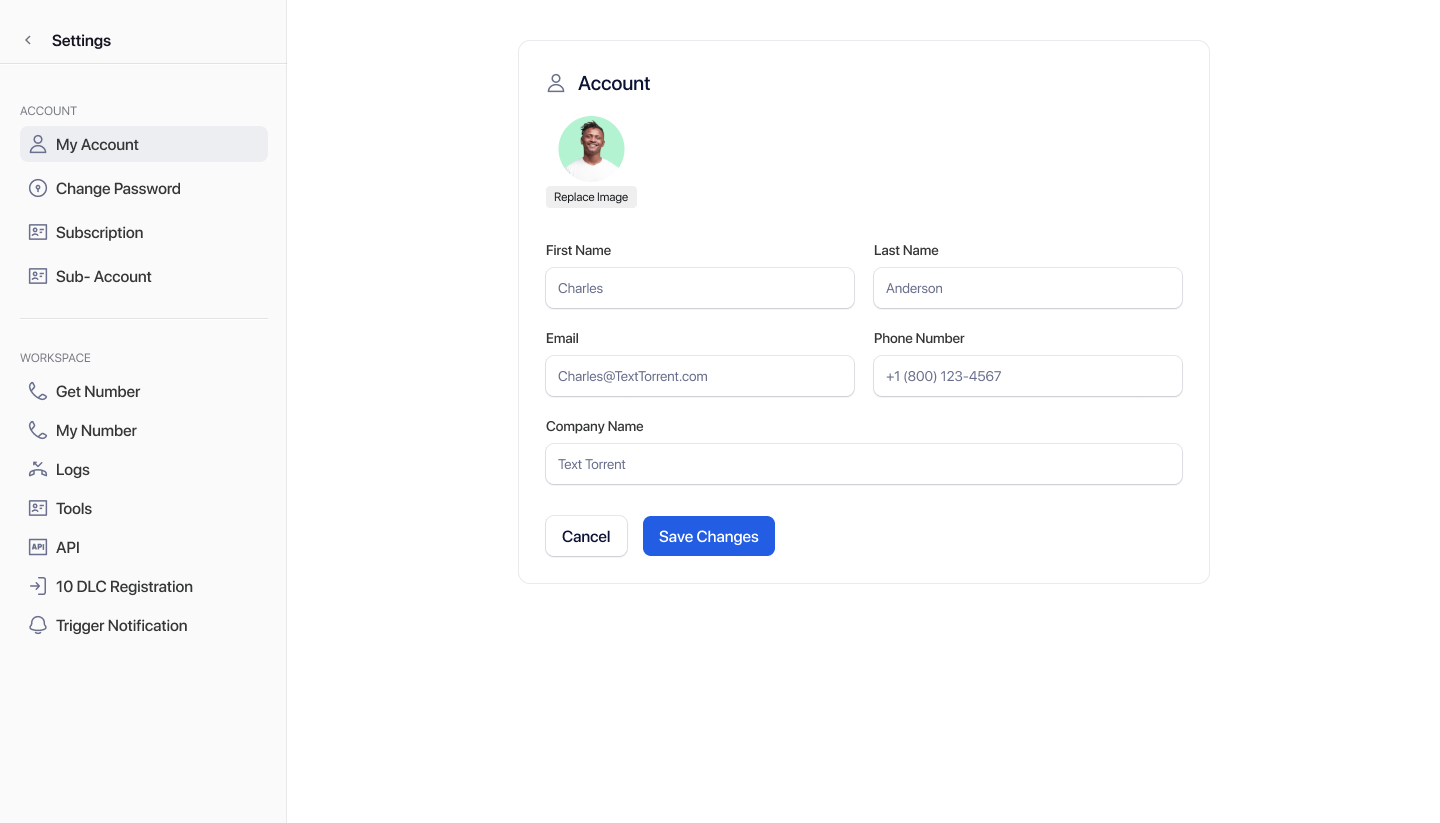 Settings
ACCOUNT
My Account
Change Password
Subscription
Sub- Account
WORKSPACE
Get Number
My Number
Logs
Tools
API API
10 DLC Registration
Trigger Notification
Account
Replace Image
First Name
Last Name
Charles
Anderson
Email
Phone Number
Charles@TextTorrent.com
+1 (800) 123-4567
Company Name
Text Torrent
Cancel
Save Changes